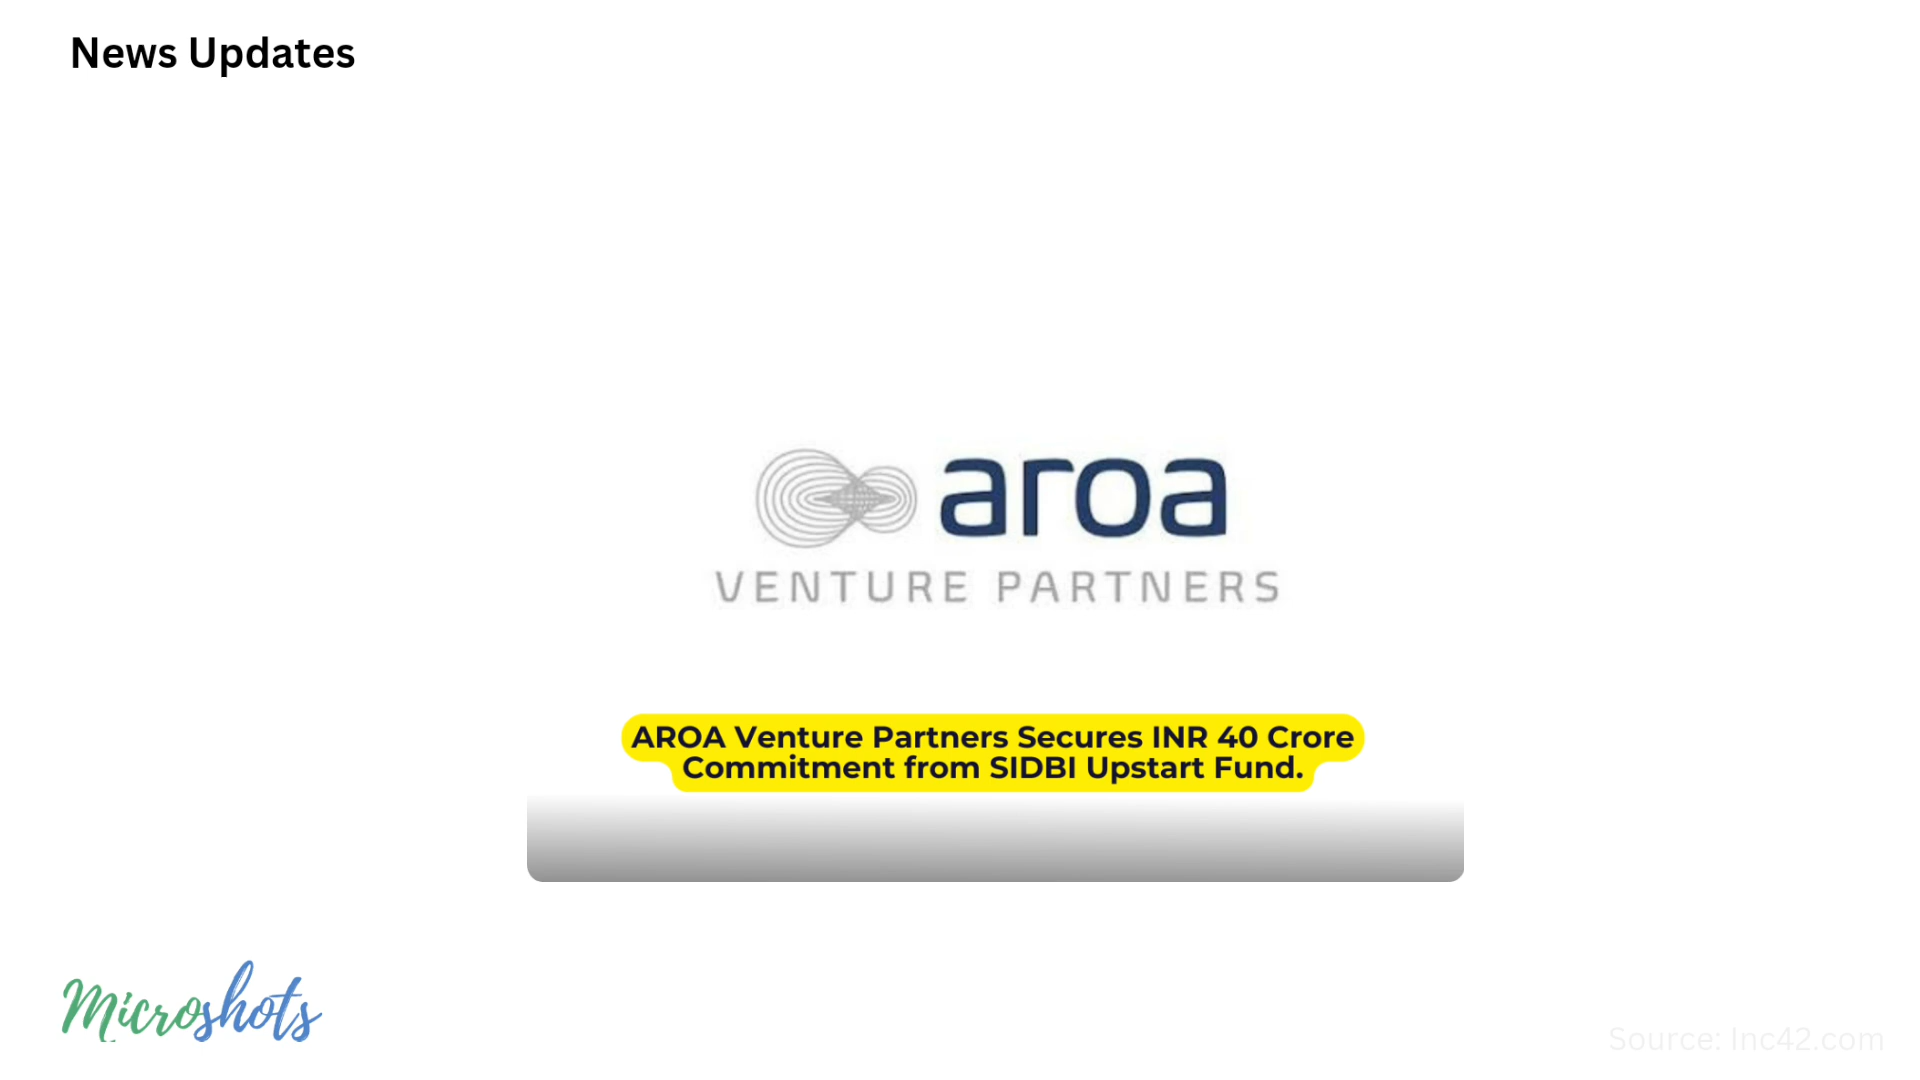 News Updates
aroa
VENTURE PARTNERS
AROA Venture Partners Secures INR 40 Crore
Commitment from SIDBI Upstart Fund.
Microshots
Source: Inc42.com